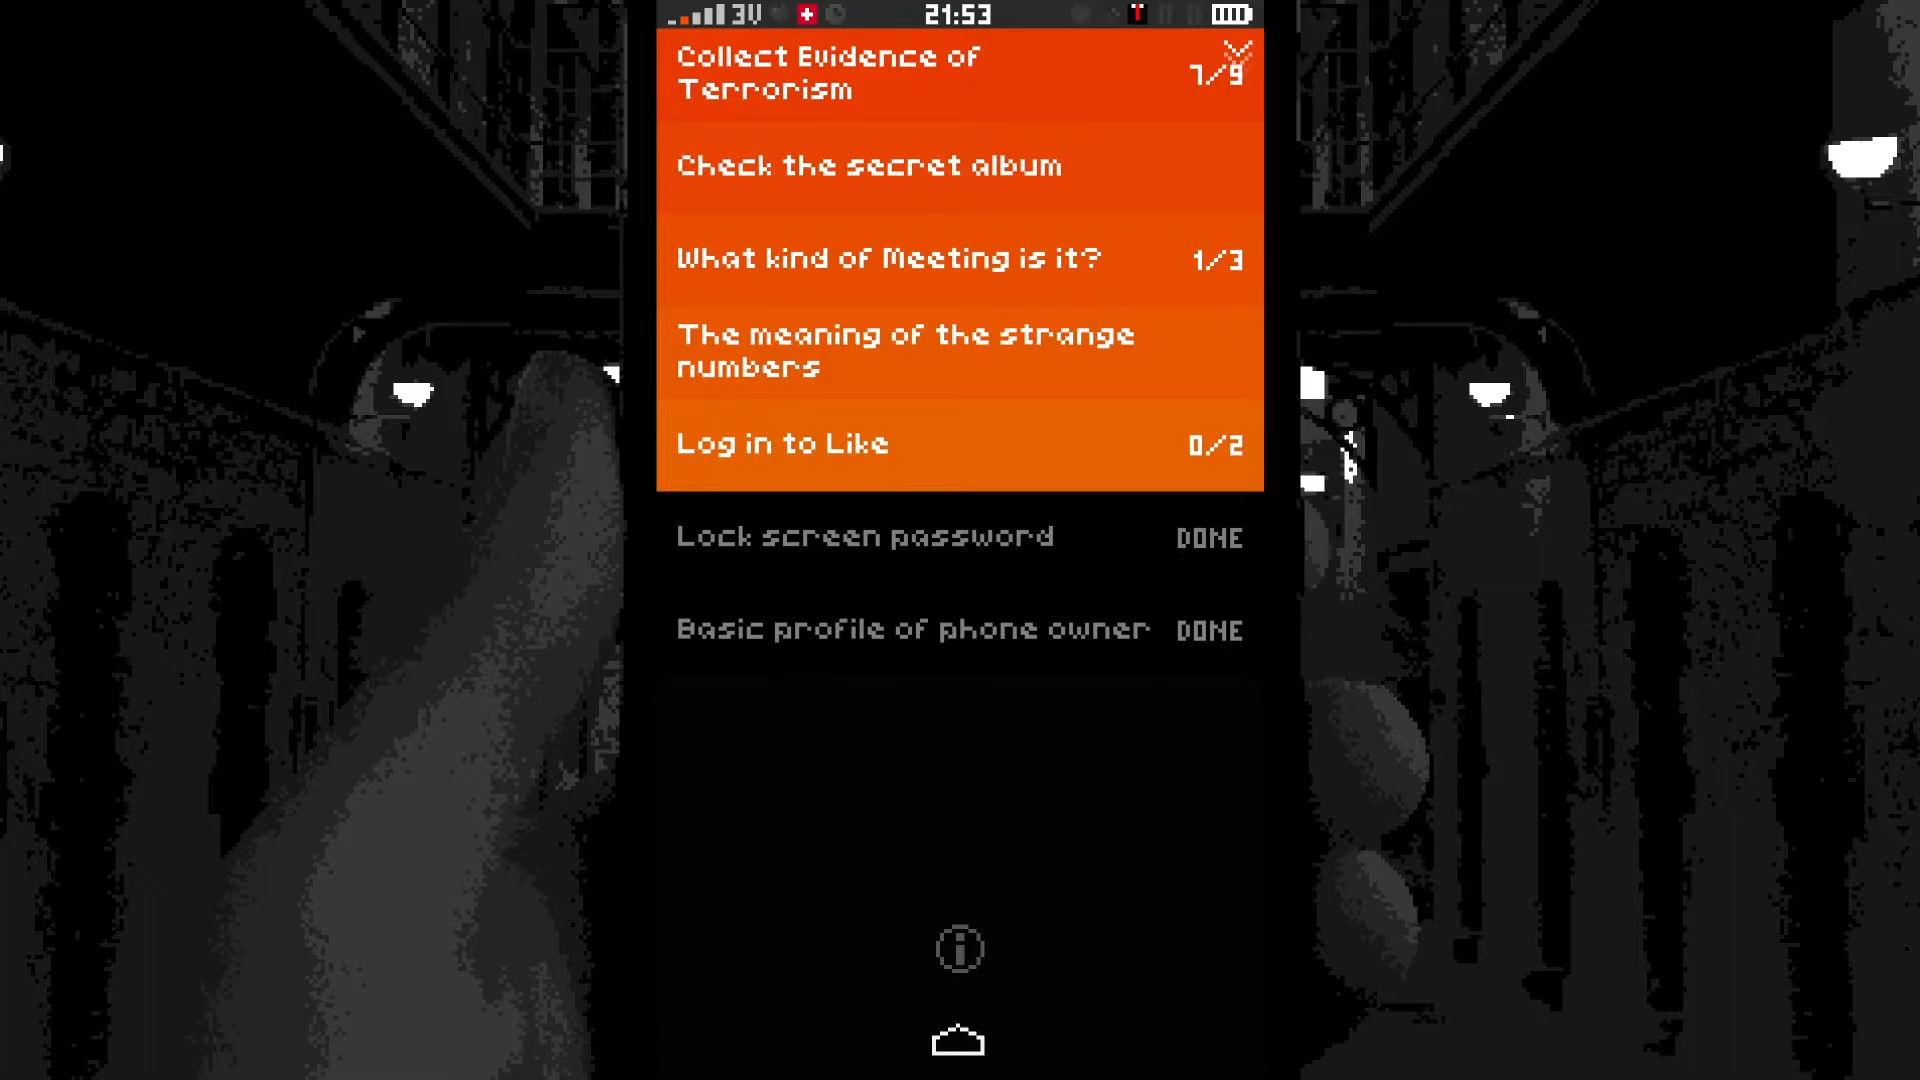 3V 21:53
Collect Evidence of
Terrorism
7/9
Check the secret album
What kind of Meeting is it? 1/3
The meaning of the strange
numbers
Log in to Like 0/2
Lock screen password DONE
Basic profile of phone owner DONE